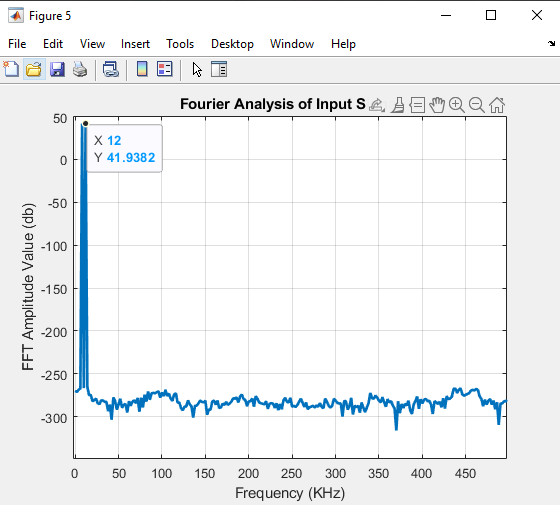 Figure 5
File Edit View Insert Tools Desktop Window Help
Fourier Analysis of Input S
50
X 12
Y 41.9382
0
-50
-100
-150
-200
-250
-300
FFT Amplitude Value (db)
0 50 100 150 200 250 300 350 400 450
Frequency (KHz)